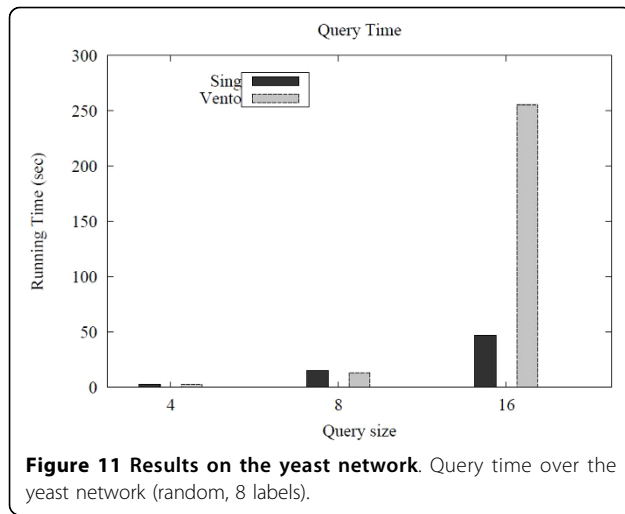 Query Time
300
250
200
150
100
50
0
Running Time (sec)
Sing
Vento
4 8 16
Query size
Figure 11 Results on the yeast network. Query time over the
yeast network (random, 8 labels).